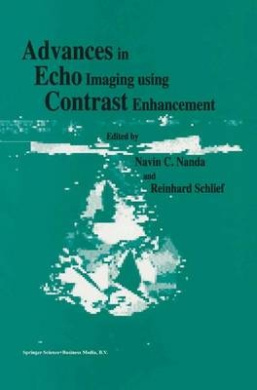 Advances in
Echo Imaging using
Contrast Enhancement
Edited by
Navin C. Nanda
and
Reinhard Schlief
Springer Science+Business Media, B.V.